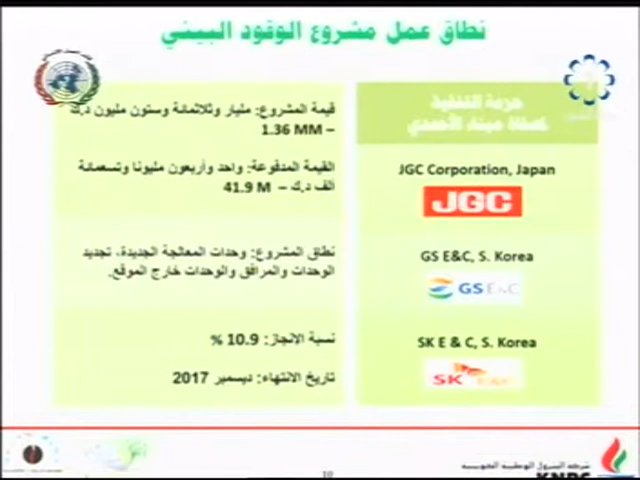 نطاق عمل مشروع الوقود البيئي
حزمة التنفيذ
لمصفاة ميناء الأحمدي
JGC Corporation, Japan
JGC
GS E&C, S. Korea
GS E&C
SK E & C, S. Korea
SK
قيمة المشروع: مليار وثلاثمائة وستون مليون د.ك
– 1.36 MM
القيمة المدفوعة: واحد وأربعون مليونا وتسعمائة
ألف د.ك – 41.9 M
نطاق المشروع: وحدات المعالجة الجديدة، تجديد
الوحدات والمرافق والوحدات خارج الموقع.
نسبة الانجاز: 10.9 %
تاريخ الانتهاء: ديسمبر 2017
10
شركة البترول الوطنية الكويتية
KNPC